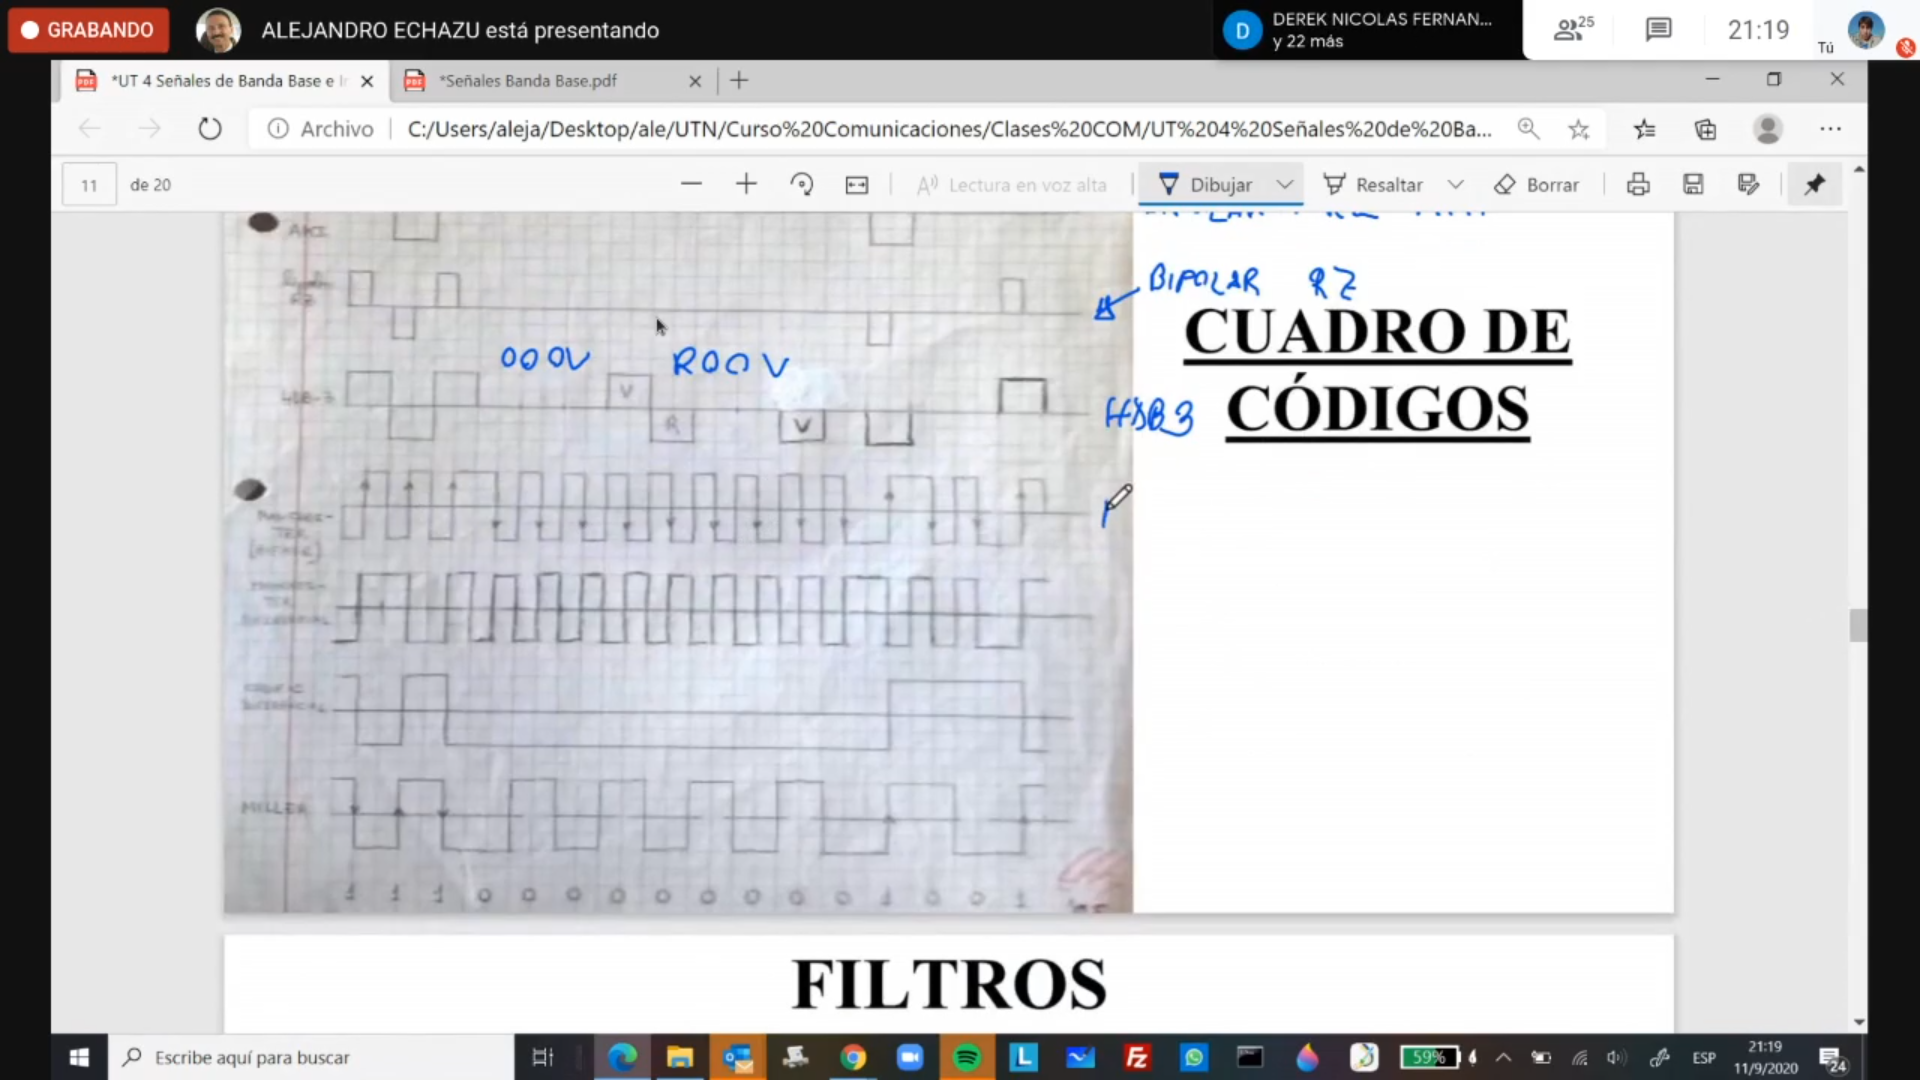 GRABANDO
ALEJANDRO ECHAZU está presentando
D
DEREK NICOLAS FERNAN...
y 22 más
25
21:19
Tú
*UT 4 Señales de Banda Base e In
*Señales Banda Base.pdf
Archivo
C:/Users/aleja/Desktop/ale/UTN/Curso%20Comunicaciones/Clases%20COM/UT%204%20Señales%20de%20Ba...
11
de 20
Lectura en voz alta
Dibujar
Resaltar
Borrar
AMI
BIPOLAR RZ
CUADRO DE
CÓDIGOS
000V R00V
V
R
V
HDB3
MILLER
1 1 1 0 0 0 0 0 0 0 0 0 1 0 0 1
FILTROS
Escribe aquí para buscar
L
59%
ESP
21:19
11/9/2020
24